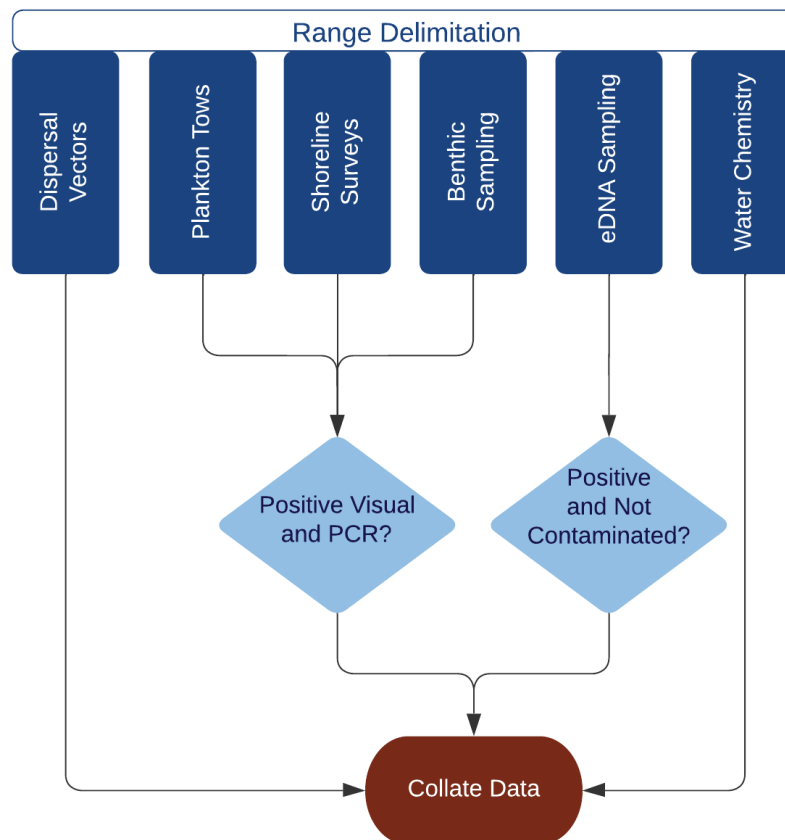 Range Delimitation
Dispersal
Vectors
Plankton Tows
Shoreline
Surveys
Benthic
Sampling
eDNA Sampling
Water Chemistry
Positive Visual
and PCR?
Positive
and Not
Contaminated?
Collate Data